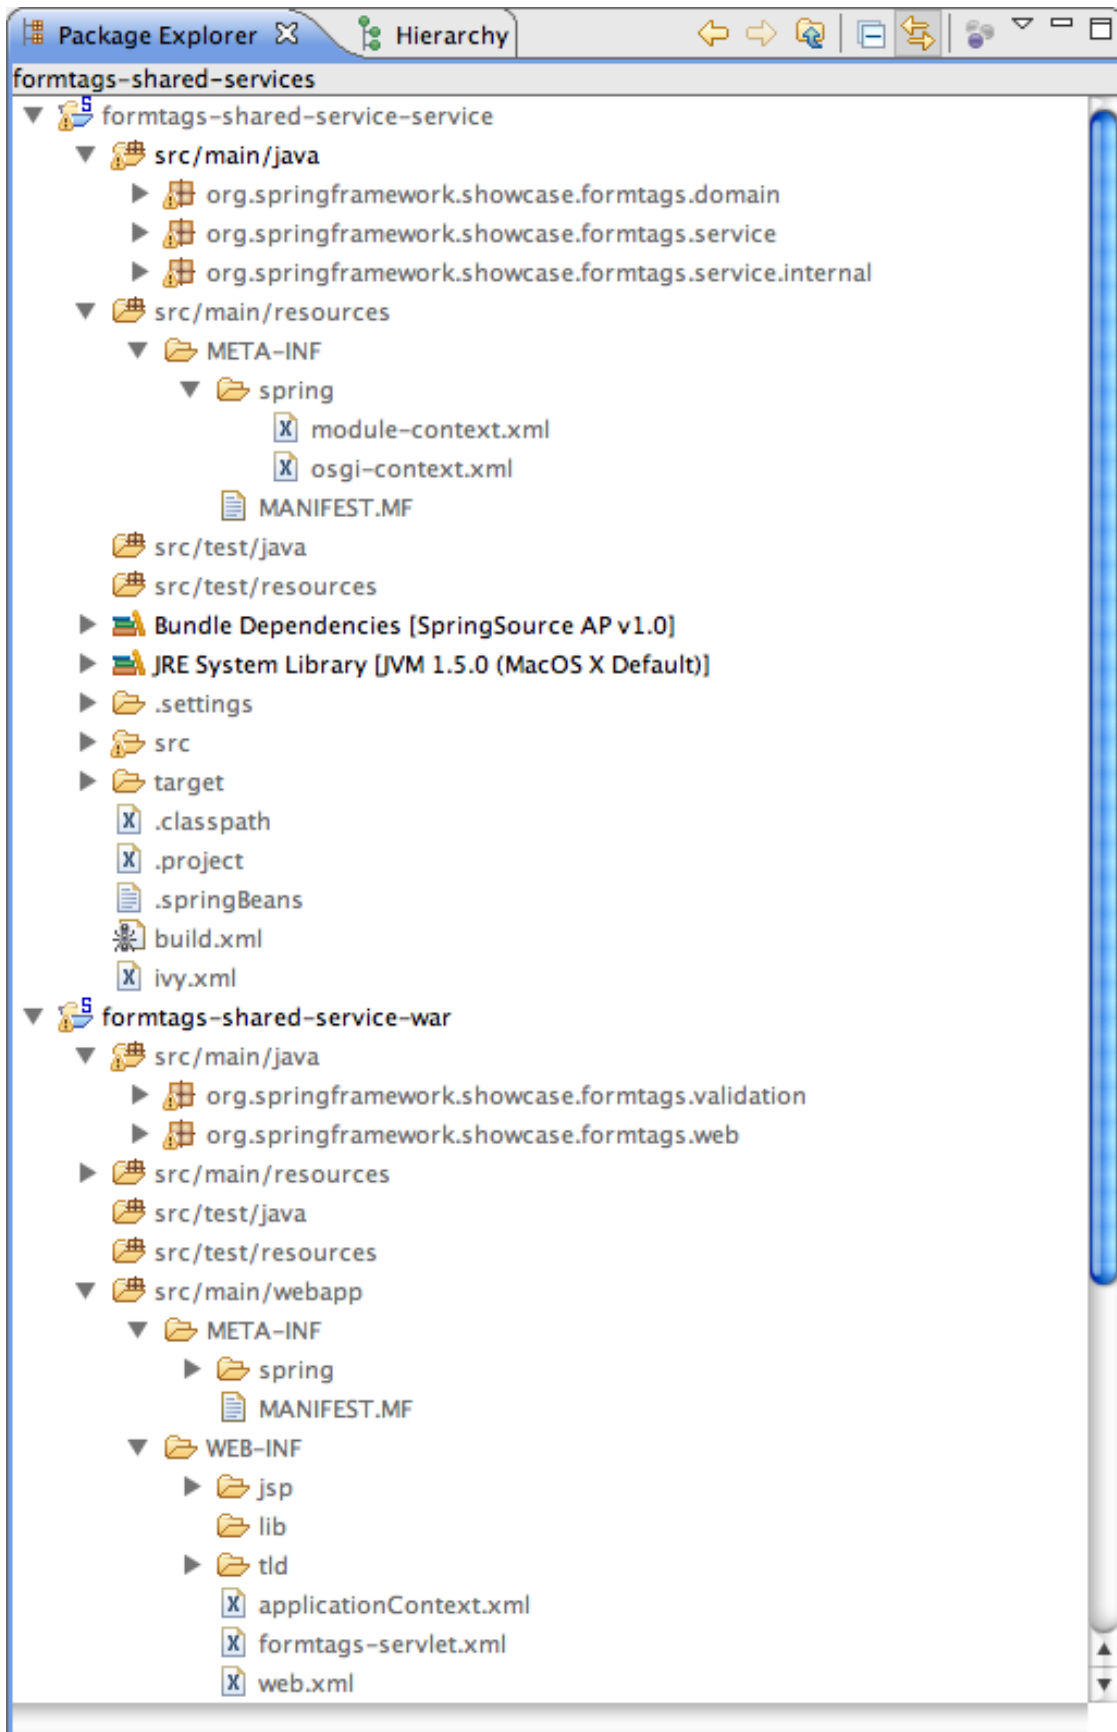 Package Explorer Hierarchy
formtags-shared-services
formtags-shared-service-service
src/main/java
org.springframework.showcase.formtags.domain
org.springframework.showcase.formtags.service
org.springframework.showcase.formtags.service.internal
src/main/resources
META-INF
spring
module-context.xml
osgi-context.xml
MANIFEST.MF
src/test/java
src/test/resources
Bundle Dependencies [SpringSource AP v1.0]
JRE System Library [JVM 1.5.0 (MacOS X Default)]
.settings
src
target
.classpath
.project
.springBeans
build.xml
ivy.xml
formtags-shared-service-war
src/main/java
org.springframework.showcase.formtags.validation
org.springframework.showcase.formtags.web
src/main/resources
src/test/java
src/test/resources
src/main/webapp
META-INF
spring
MANIFEST.MF
WEB-INF
jsp
lib
tld
applicationContext.xml
formtags-servlet.xml
web.xml